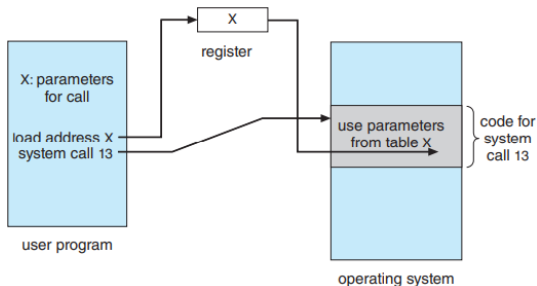 X
register
X: parameters
for call
load address X
system call 13
user program
use parameters
from table X
code for
system
call 13
operating system